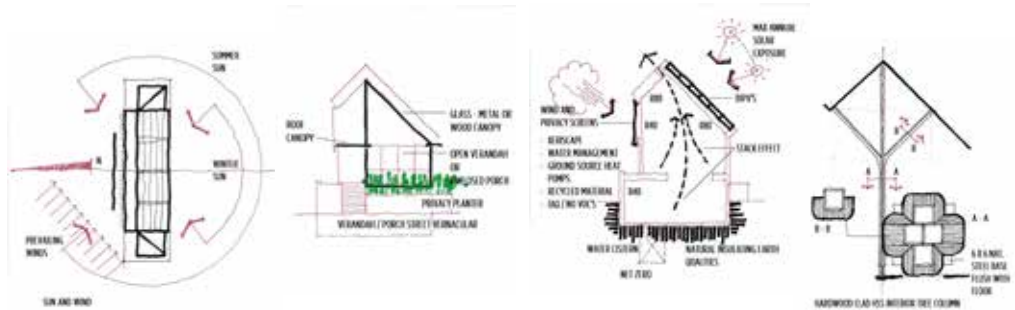 SUMMER
SUN
N
WINTER
SUN
PREVAILING
WINDS
SUN AND WIND
ROOF
CANOPY
GLASS - METAL OR
WOOD CANOPY
OPEN VERANDAH
OR
ENCLOSED PORCH
PRIVACY PLANTER
VERANDAH/ PORCH STREET VERNACULAR
MAX ANNUAL
SOLAR
EXPOSURE
BIPV'S
WIND AND
PRIVACY SCREENS
XERISCAPE
WATER MANAGEMENT
GROUND SOURCE HEAT
PUMPS.
RECYCLED MATERIAL
STACK EFFECT
WATER CISTERN
NATURAL INSULATING EARTH
QUALITIES
NET ZERO
B
B
A
A
B - B
A - A
STEEL BASE
FLUSH WITH
FLOOR
HARDWOOD CLAD HSS INTERIOR TREE COLUMN